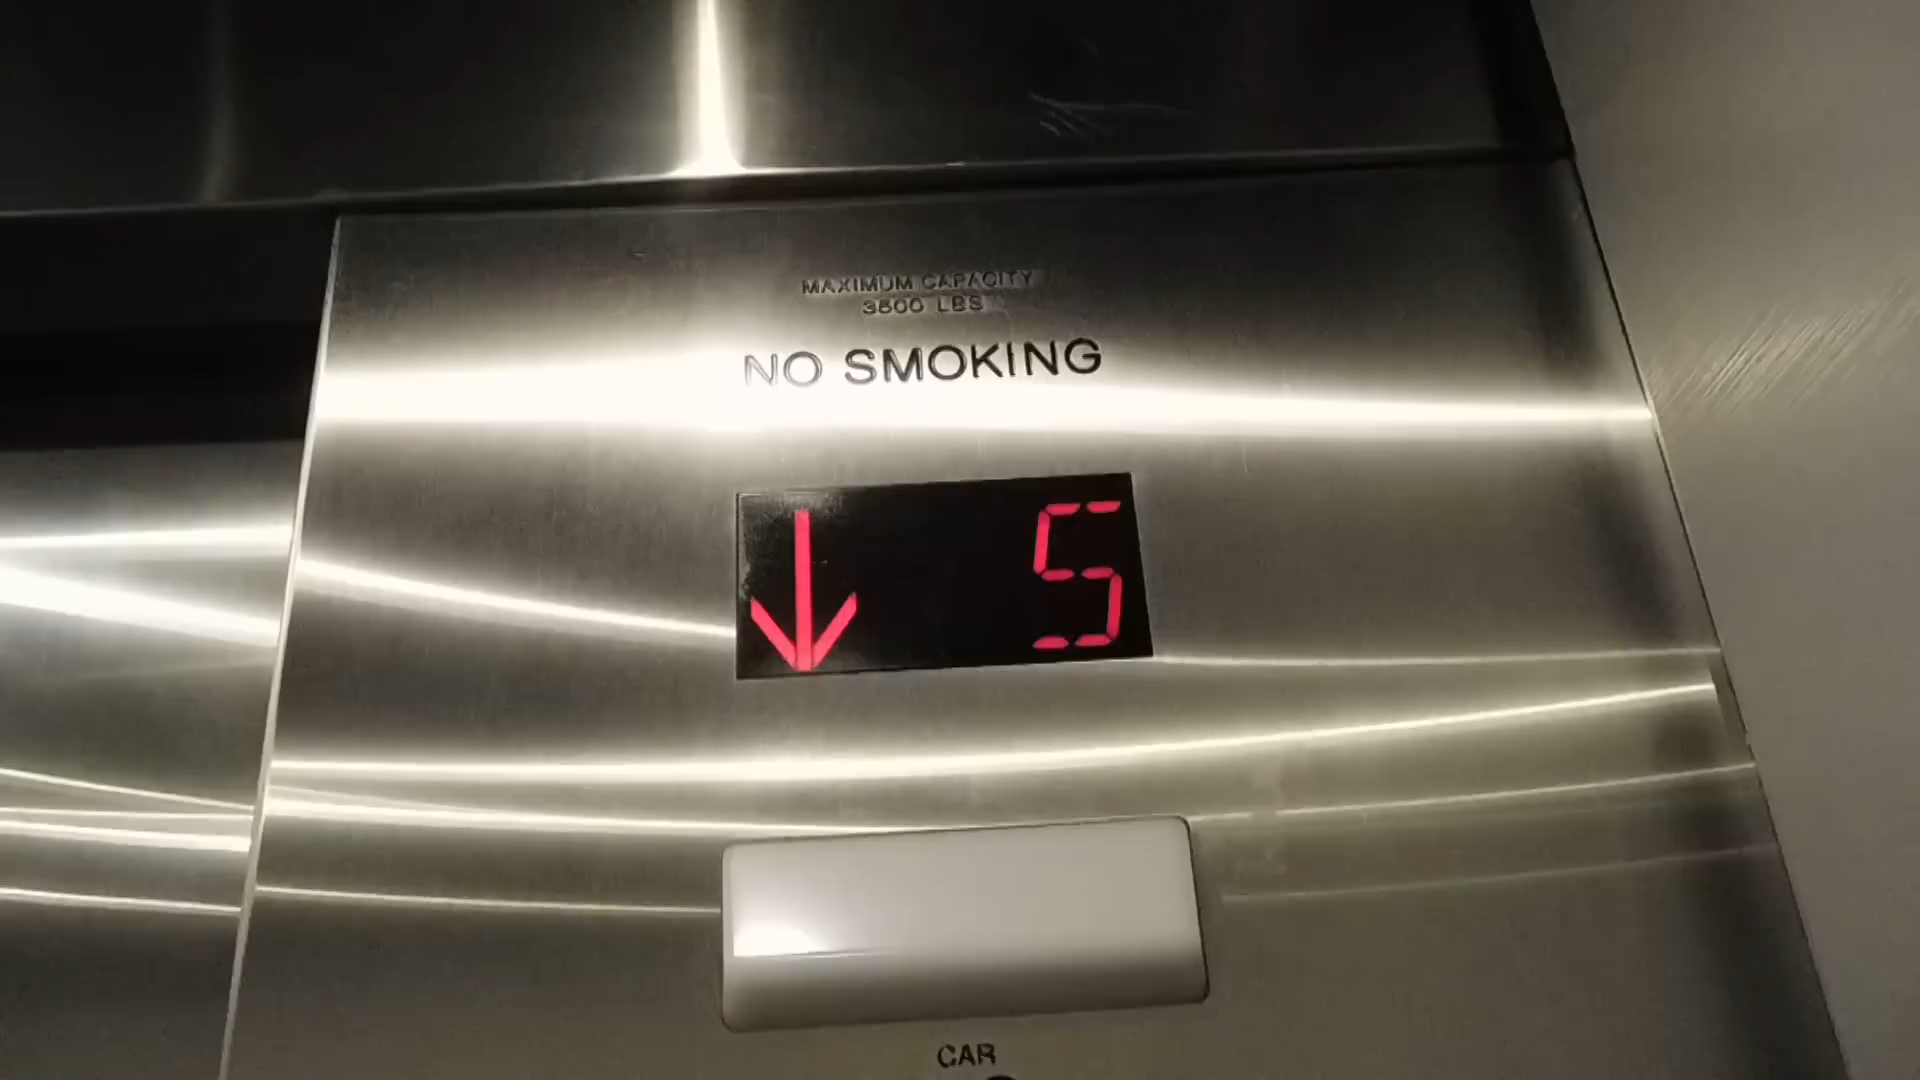 MAXIMUM CAPACITY
3500 LBS
NO SMOKING
↓ 5
CAR